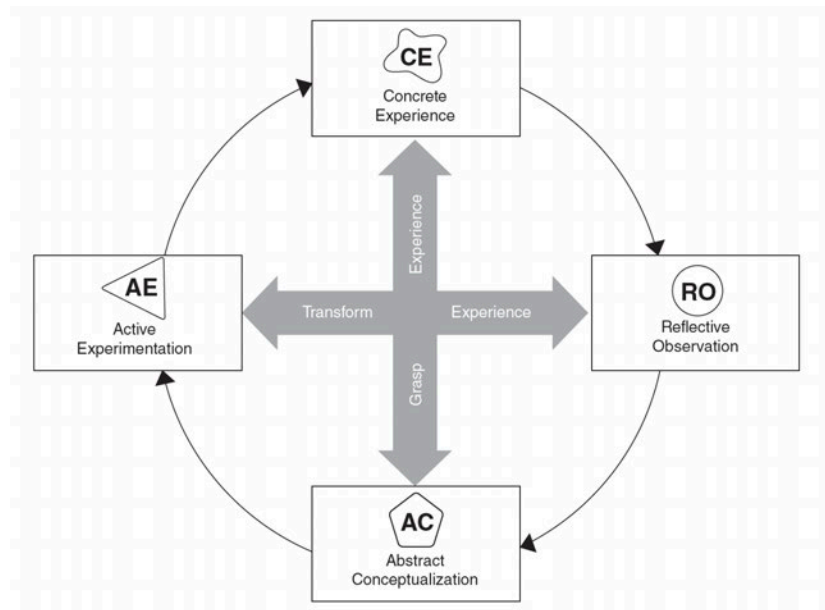 CE
Concrete
Experience
Experience
AE
Active
Experimentation
Transform
Experience
RO
Reflective
Observation
Grasp
AC
Abstract
Conceptualization